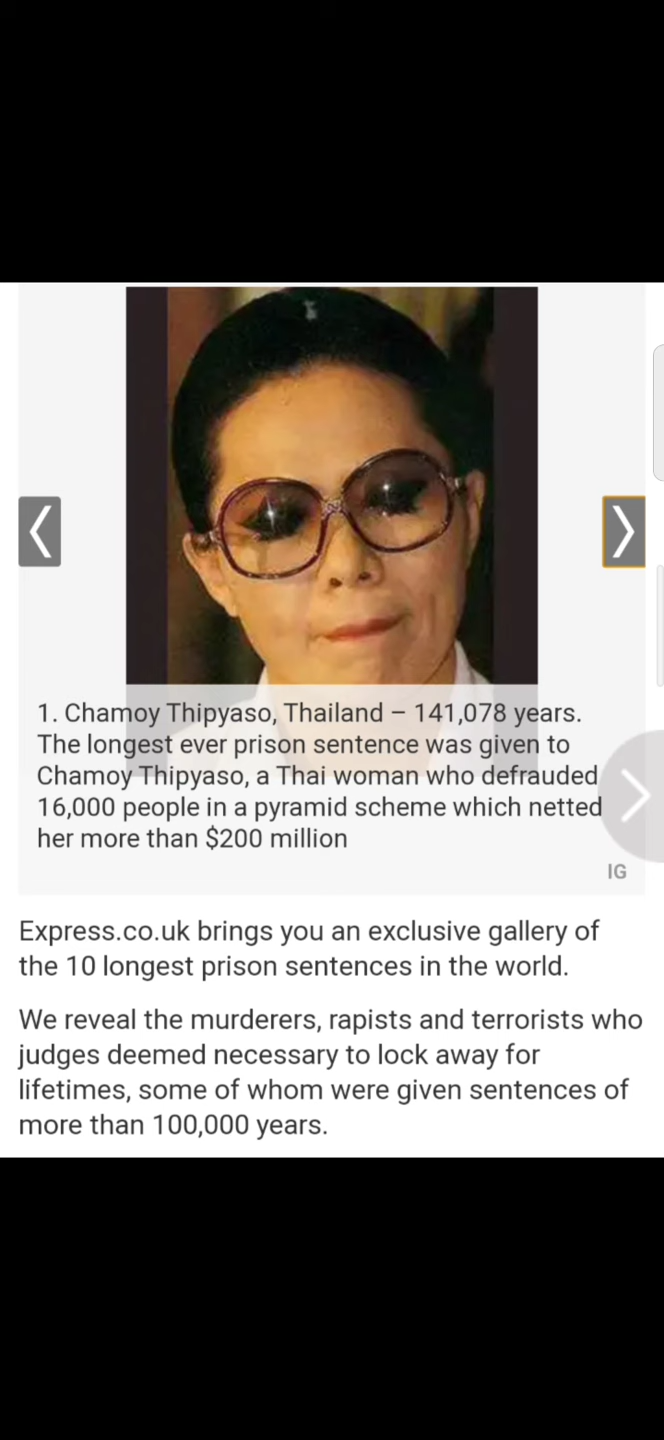 1. Chamoy Thipyaso, Thailand – 141,078 years.
The longest ever prison sentence was given to
Chamoy Thipyaso, a Thai woman who defrauded
16,000 people in a pyramid scheme which netted
her more than $200 million
IG
Express.co.uk brings you an exclusive gallery of
the 10 longest prison sentences in the world.
We reveal the murderers, rapists and terrorists who
judges deemed necessary to lock away for
lifetimes, some of whom were given sentences of
more than 100,000 years.